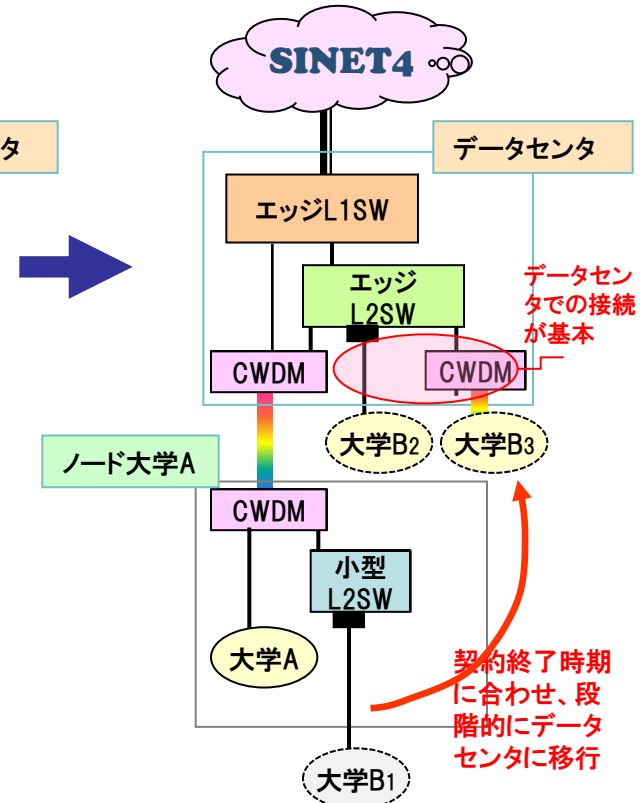 SINET4
タ
データセンタ
エッジL1SW
エッジ
L2SW
データセン
タでの接続
が基本
CWDM
CWDM
大学B2
大学B3
ノード大学A
CWDM
小型
L2SW
大学A
契約終了時期
に合わせ、段
階的にデータ
センタに移行
大学B1